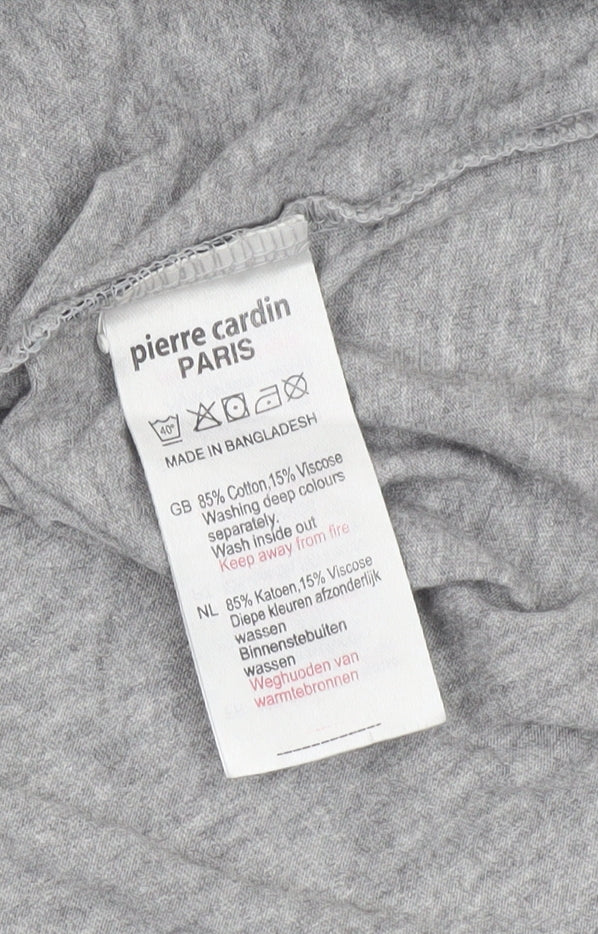 pierre cardin
PARIS
40°
MADE IN BANGLADESH
GB 85% Cotton,15% Viscose
Washing deep colours
separately.
Wash inside out
Keep away from fire
NL 85% Katoen,15% Viscose
Diepe kleuren afzonderlijk
wassen
Binnenstebuiten
wassen
Weghuoden van
warmtebronnen